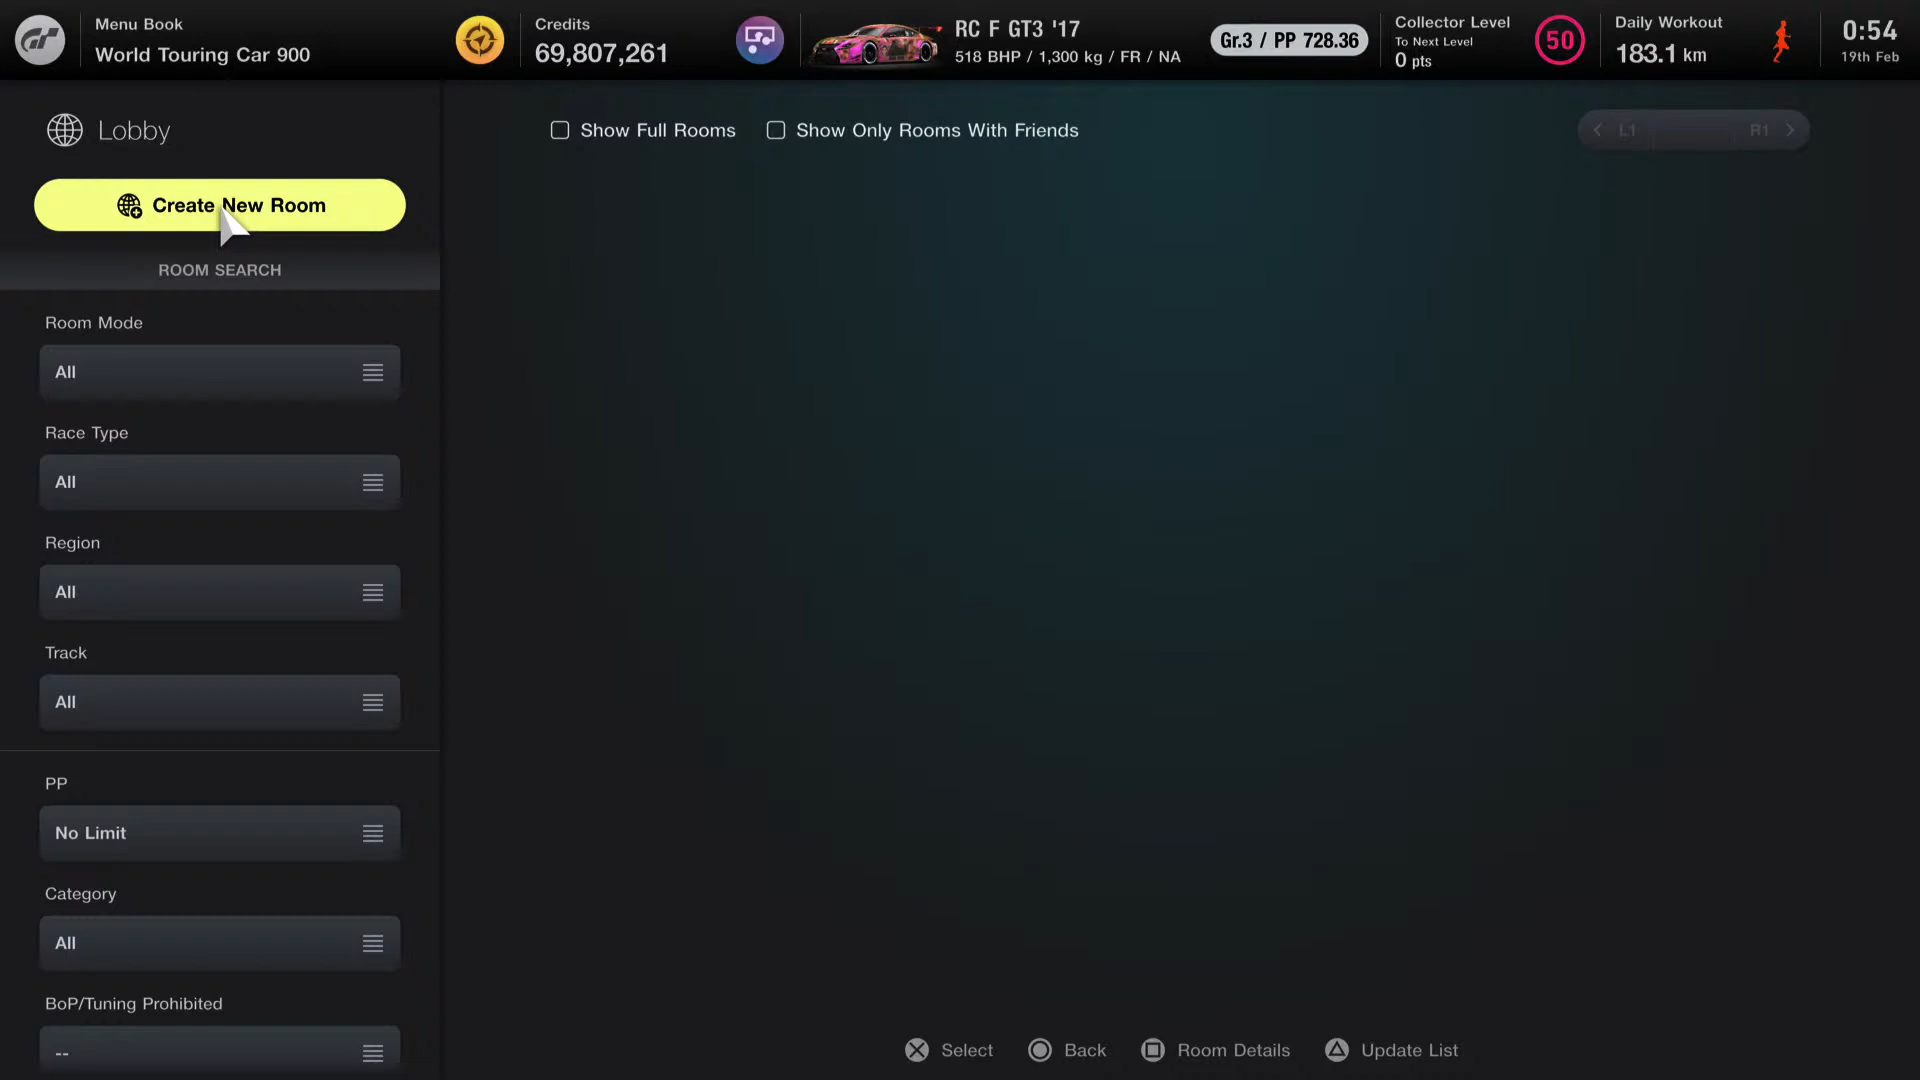 Menu Book
World Touring Car 900
Credits
69,807,261
RC F GT3 '17
518 BHP / 1,300 kg / FR / NA
Gr.3 / PP 728.36
Collector Level
To Next Level
0 pts
50
Daily Workout
183.1 km
0:54
19th Feb
Lobby
Show Full Rooms
Show Only Rooms With Friends
L1
R1
Create New Room
ROOM SEARCH
Room Mode
All
Race Type
All
Region
All
Track
All
PP
No Limit
Category
All
BoP/Tuning Prohibited
--
Select
Back
Room Details
Update List